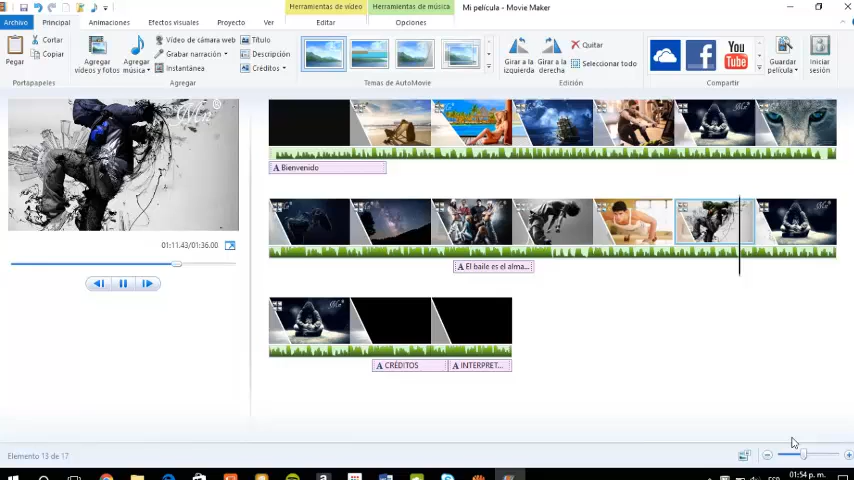 Herramientas de video Herramientas de música Mi película - Movie Maker
Archivo Principal Animaciones Efectos visuales Proyecto Ver Editar Opciones
Pegar
Cortar
Copiar
Portapapeles
Agregar
videos y fotos
Agregar
música
Vídeo de cámara web
Grabar narración
Instantánea
Título
Descripción
Créditos
Agregar
Temas de AutoMovie
Girar a la
izquierda
Girar a la
derecha
Quitar
Seleccionar todo
Edición
You
Tube
Compartir
Guardar
película
Iniciar
sesión
01:11.43/01:36.00
A Bienvenido
A El baile es el alma...
A CRÉDITOS
A INTERPRET...
Elemento 13 de 17
01:54 p. m.